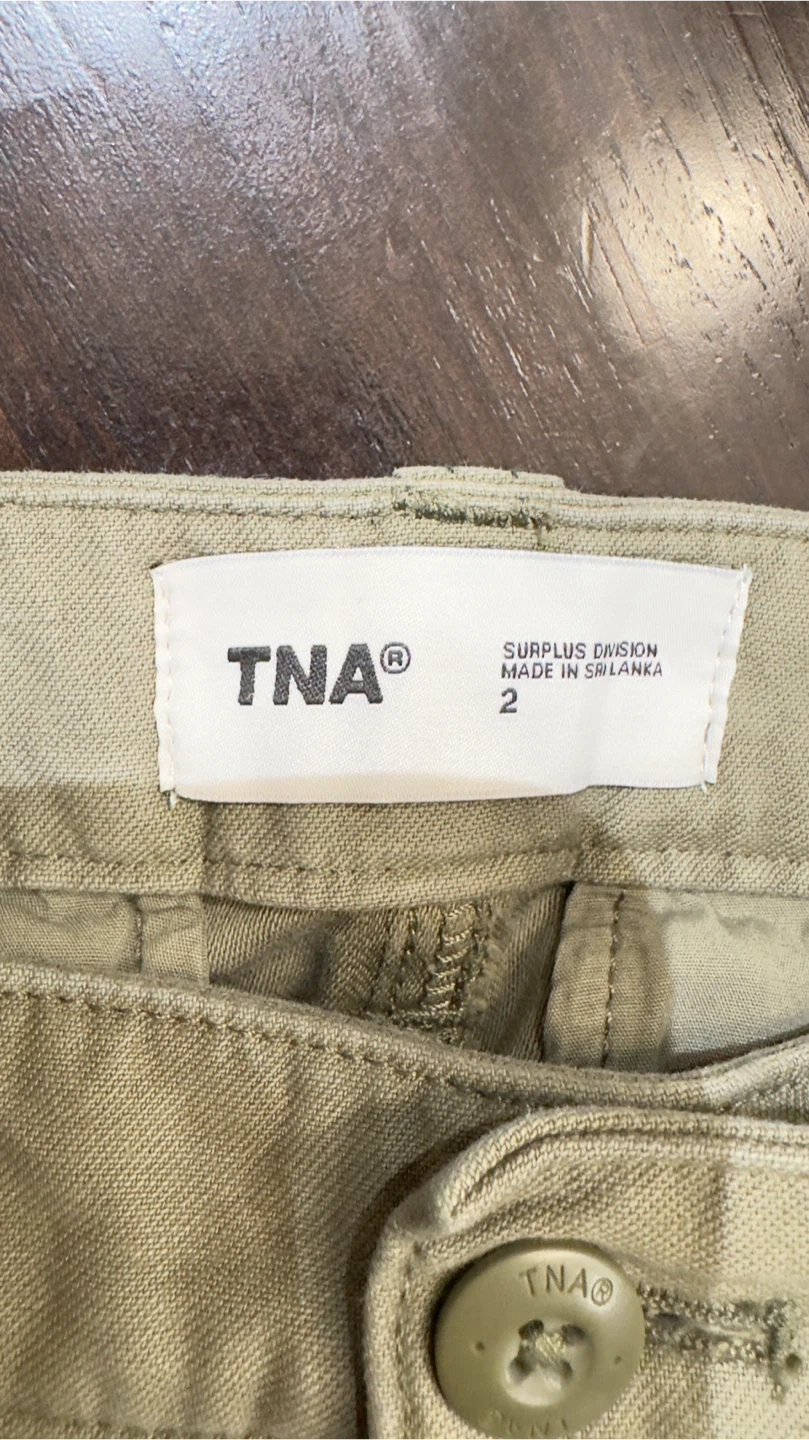 TNA®
SURPLUS DIVISION
MADE IN SRI LANKA
2
TNA®